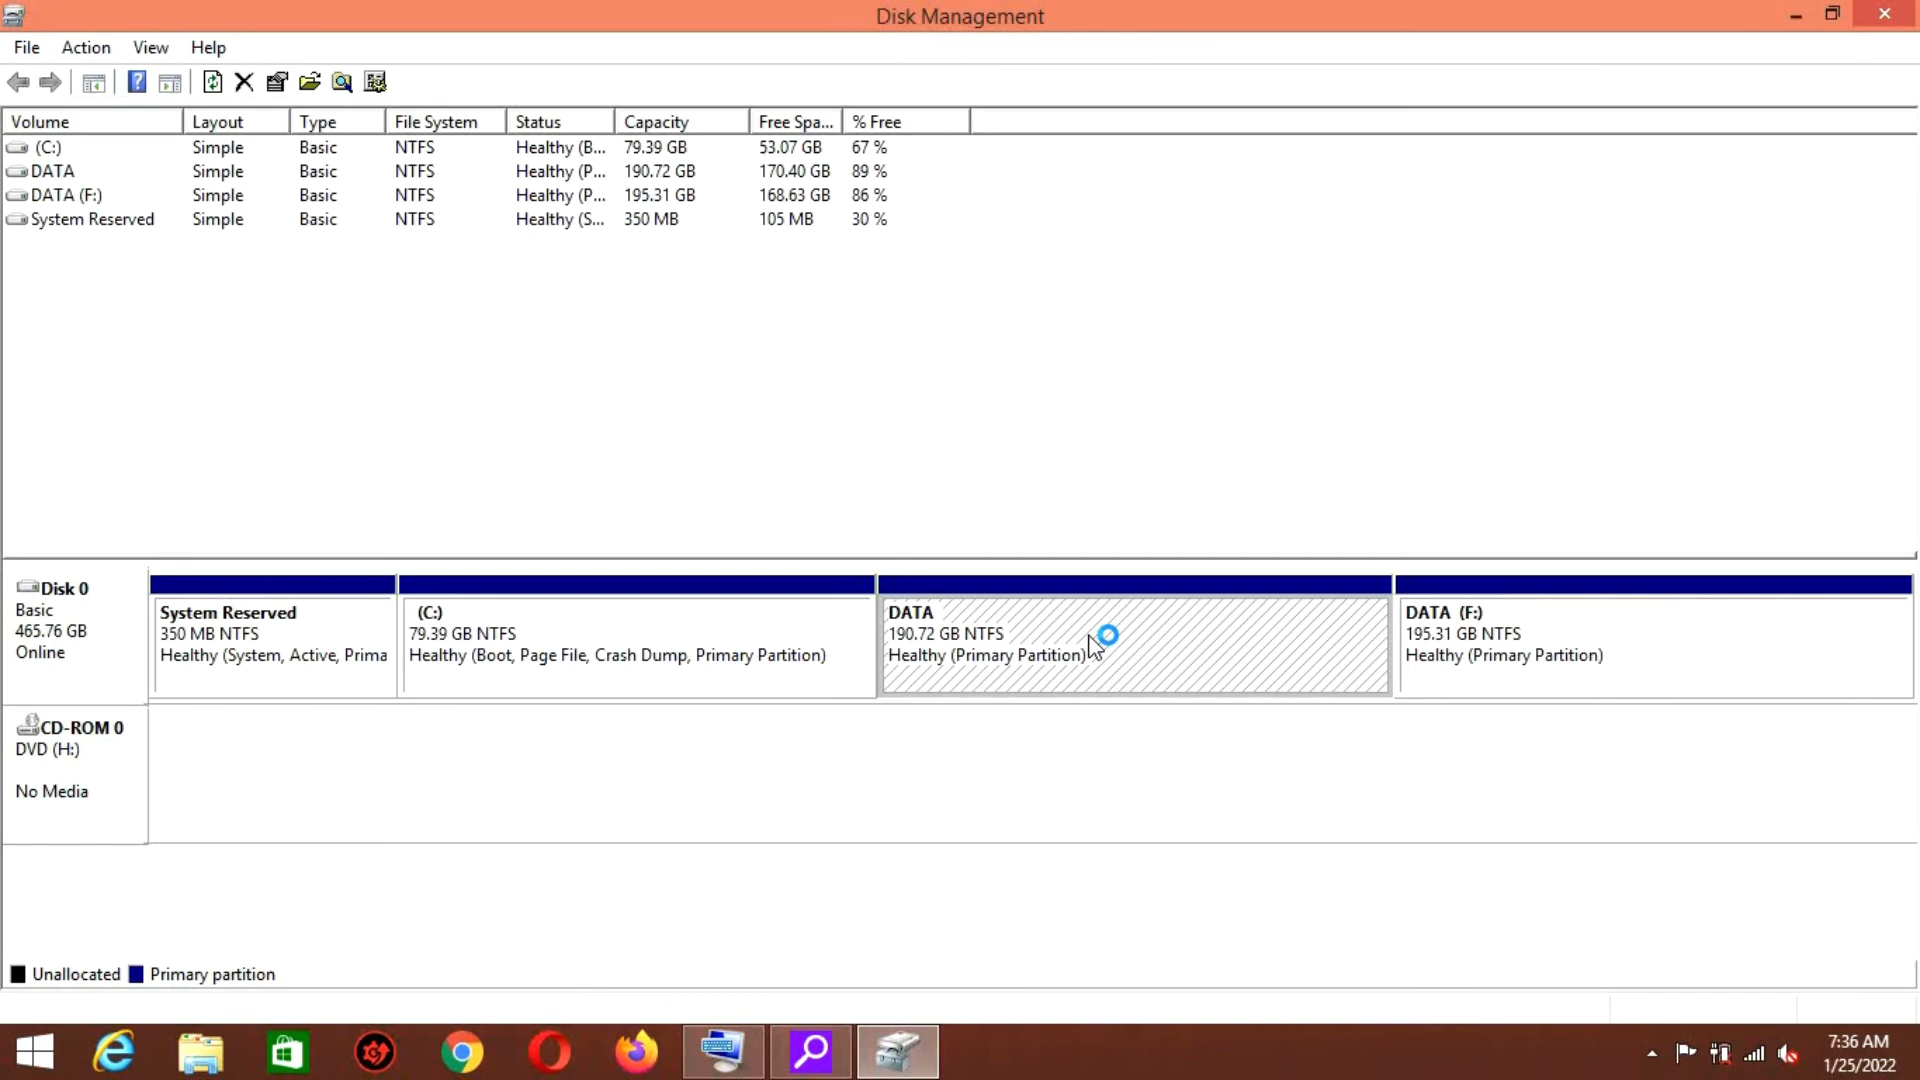 Disk Management
File Action View Help
Volume Layout Type File System Status Capacity Free Spa... % Free
(C:) Simple Basic NTFS Healthy (B... 79.39 GB 53.07 GB 67 %
DATA Simple Basic NTFS Healthy (P... 190.72 GB 170.40 GB 89 %
DATA (F:) Simple Basic NTFS Healthy (P... 195.31 GB 168.63 GB 86 %
System Reserved Simple Basic NTFS Healthy (S... 350 MB 105 MB 30 %
Disk 0
Basic
465.76 GB
Online
System Reserved
350 MB NTFS
Healthy (System, Active, Prima
(C:)
79.39 GB NTFS
Healthy (Boot, Page File, Crash Dump, Primary Partition)
DATA
190.72 GB NTFS
Healthy (Primary Partition)
DATA (F:)
195.31 GB NTFS
Healthy (Primary Partition)
CD-ROM 0
DVD (H:)
No Media
Unallocated Primary partition
7:36 AM
1/25/2022